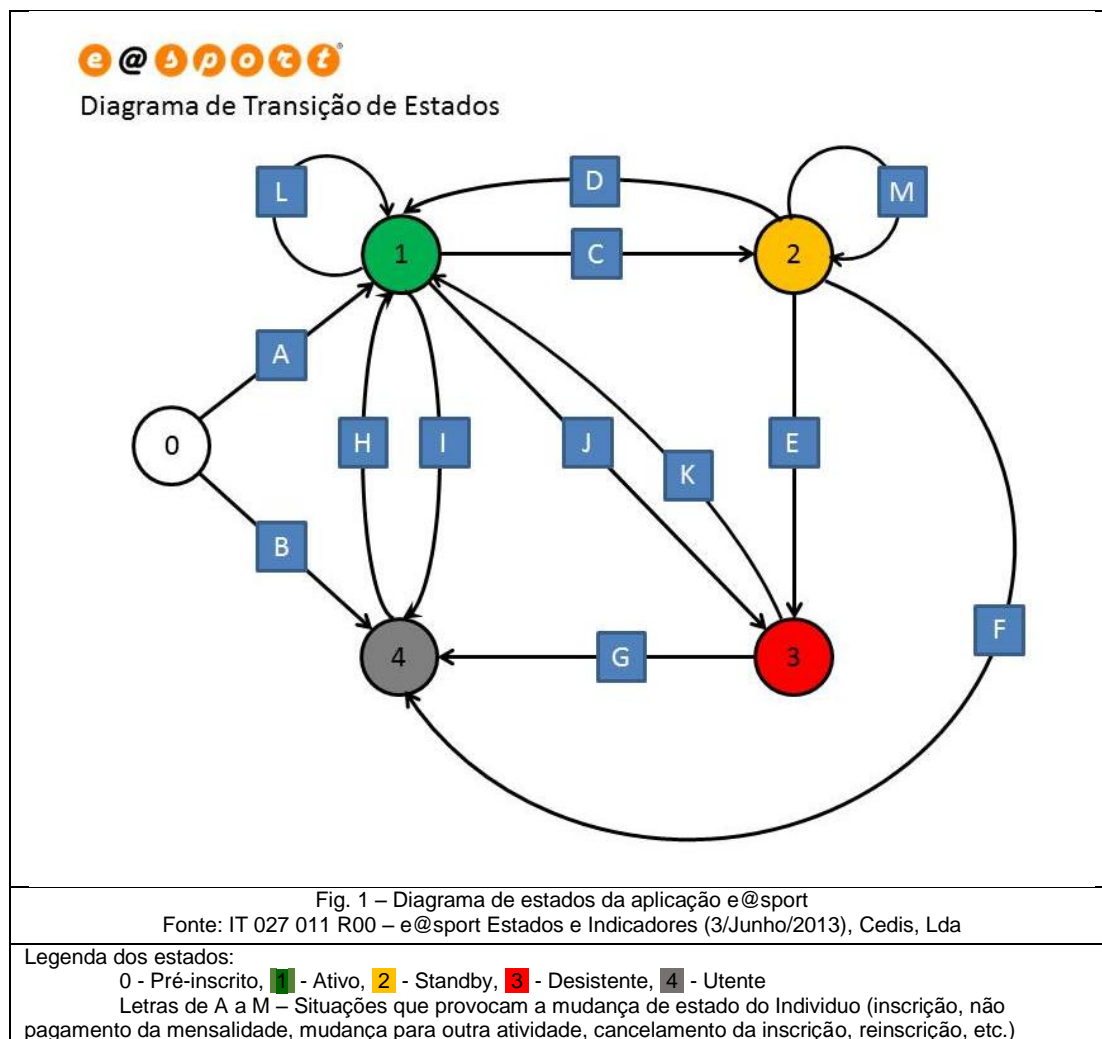 e@sport®
Diagrama de Transição de Estados
L
D
M
1
C
2
A
0
H
I
J
E
K
B
F
4
G
3
Fig. 1 – Diagrama de estados da aplicação e@sport
Fonte: IT 027 011 R00 – e@sport Estados e Indicadores (3/Junho/2013), Cedis, Lda
Legenda dos estados:
0 - Pré-inscrito, 1 - Ativo, 2 - Standby, 3 - Desistente, 4 - Utente
Letras de A a M – Situações que provocam a mudança de estado do Individuo (inscrição, não
pagamento da mensalidade, mudança para outra atividade, cancelamento da inscrição, reinscrição, etc.)